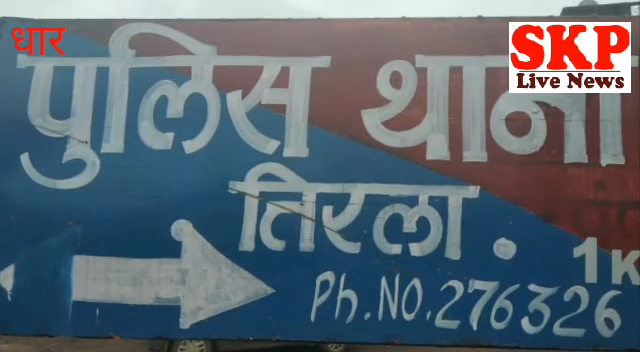 धार
SKP
Live News
पुलिस थाना
तिरला.
1K
Ph.NO.276326